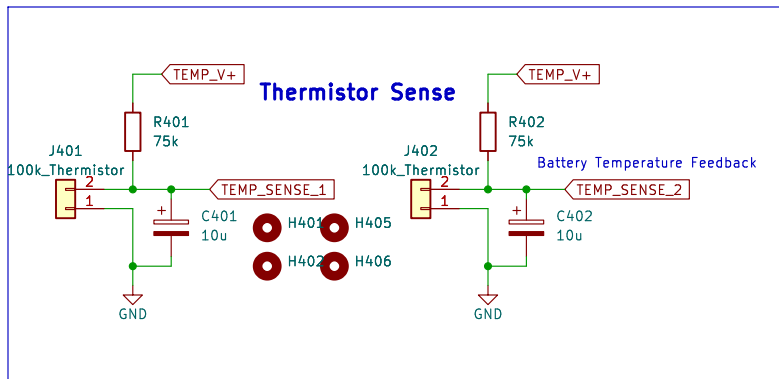 TEMP_V+
TEMP_V+
Thermistor Sense
R401
75k
R402
75k
J401
100k_Thermistor
J402
100k_Thermistor
Battery Temperature Feedback
2
TEMP_SENSE_1
2
TEMP_SENSE_2
1
1
+
C401
10u
H401
H405
+
C402
10u
H402
H406
GND
GND